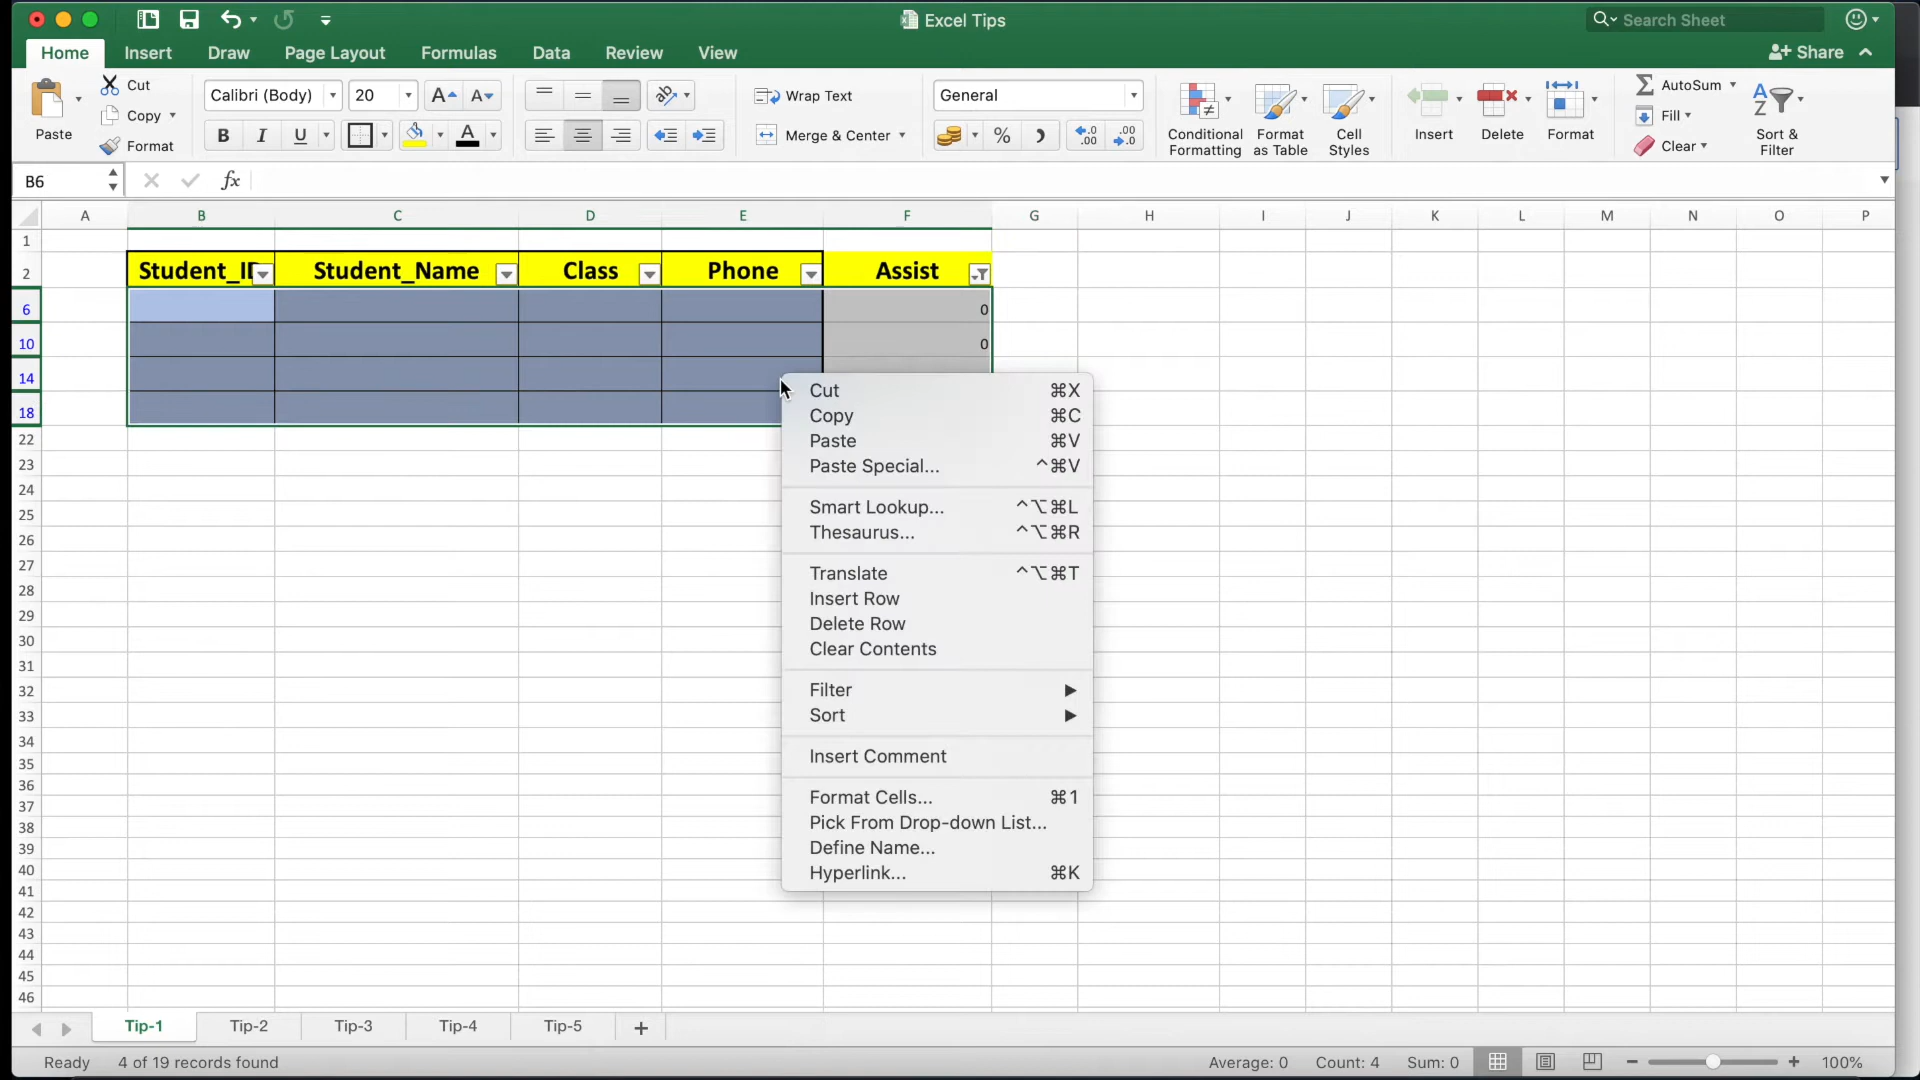 Excel Tips
Search Sheet
Home Insert Draw Page Layout Formulas Data Review View
Share
Paste
Cut
Copy
Format
Calibri (Body) 20
B I U A
Wrap Text
Merge & Center
General
%
Conditional Formatting
Format as Table
Cell Styles
Insert
Delete
Format
AutoSum
Fill
Clear
Sort & Filter
B6 fx
A B C D E F G H I J K L M N O P
1
2 Student_ID Student_Name Class Phone Assist
6 0
10 0
14
18
22
23
24
25
26
27
28
29
30
31
32
33
34
35
36
37
38
39
40
41
42
43
44
45
46
Cut ⌘X
Copy ⌘C
Paste ⌘V
Paste Special... ^⌘V
Smart Lookup... ^⌥⌘L
Thesaurus... ^⌥⌘R
Translate ^⌥⌘T
Insert Row
Delete Row
Clear Contents
Filter
Sort
Insert Comment
Format Cells... ⌘1
Pick From Drop-down List...
Define Name...
Hyperlink... ⌘K
Tip-1 Tip-2 Tip-3 Tip-4 Tip-5 +
Ready 4 of 19 records found Average: 0 Count: 4 Sum: 0 100%